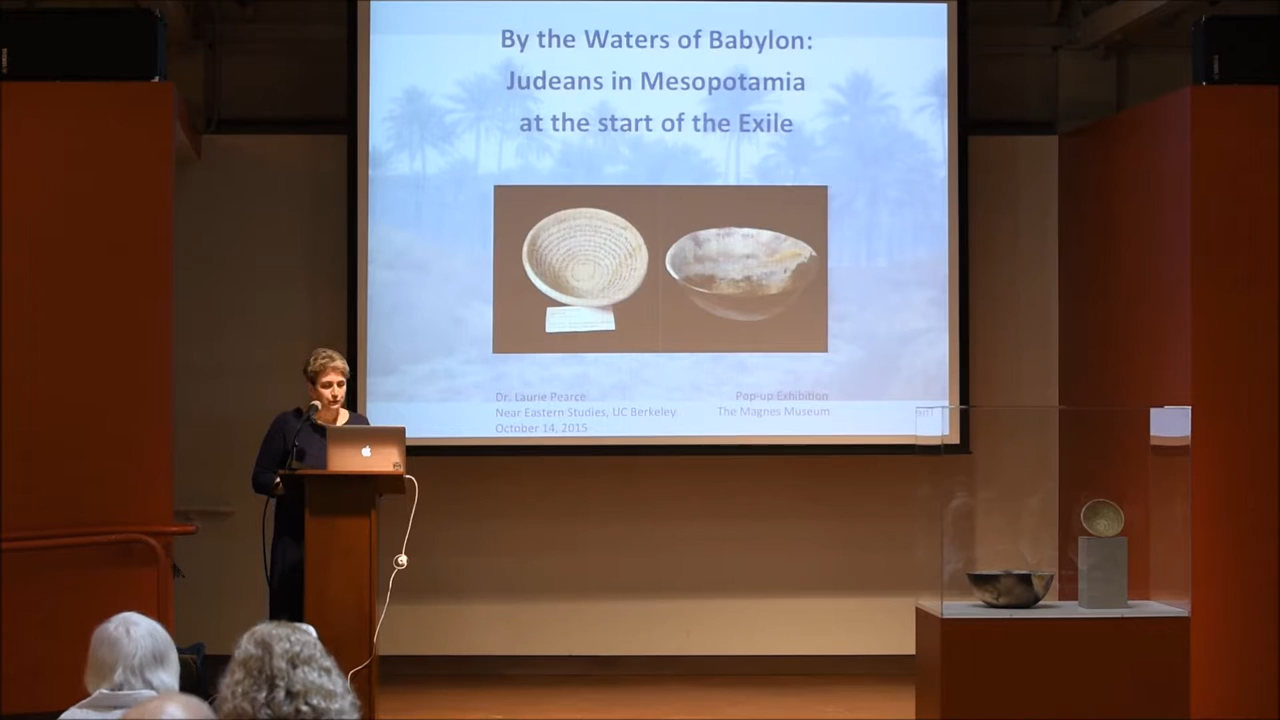 By the Waters of Babylon:
Judeans in Mesopotamia
at the start of the Exile
Dr. Laurie Pearce
Near Eastern Studies, UC Berkeley
October 14, 2015
Pop-up Exhibition
The Magnes Museum